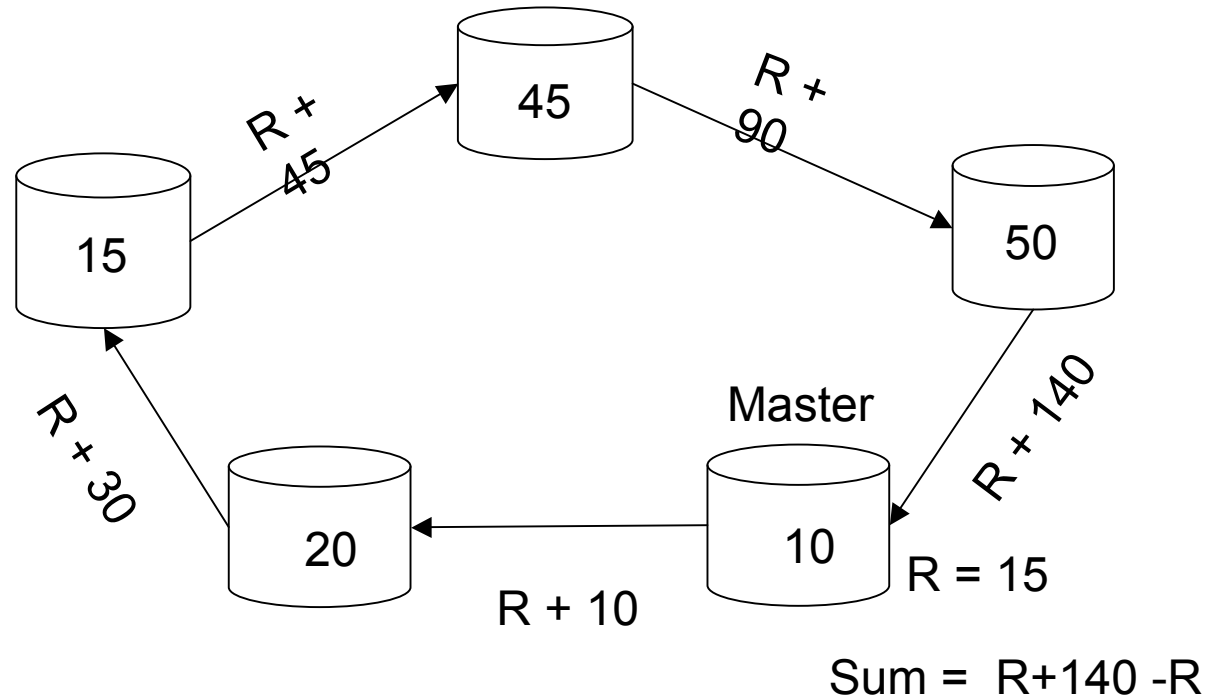 45
R +
90
R +
45
15
50
Master
R + 140
R + 30
20
10
R = 15
R + 10
Sum =  R+140 -R